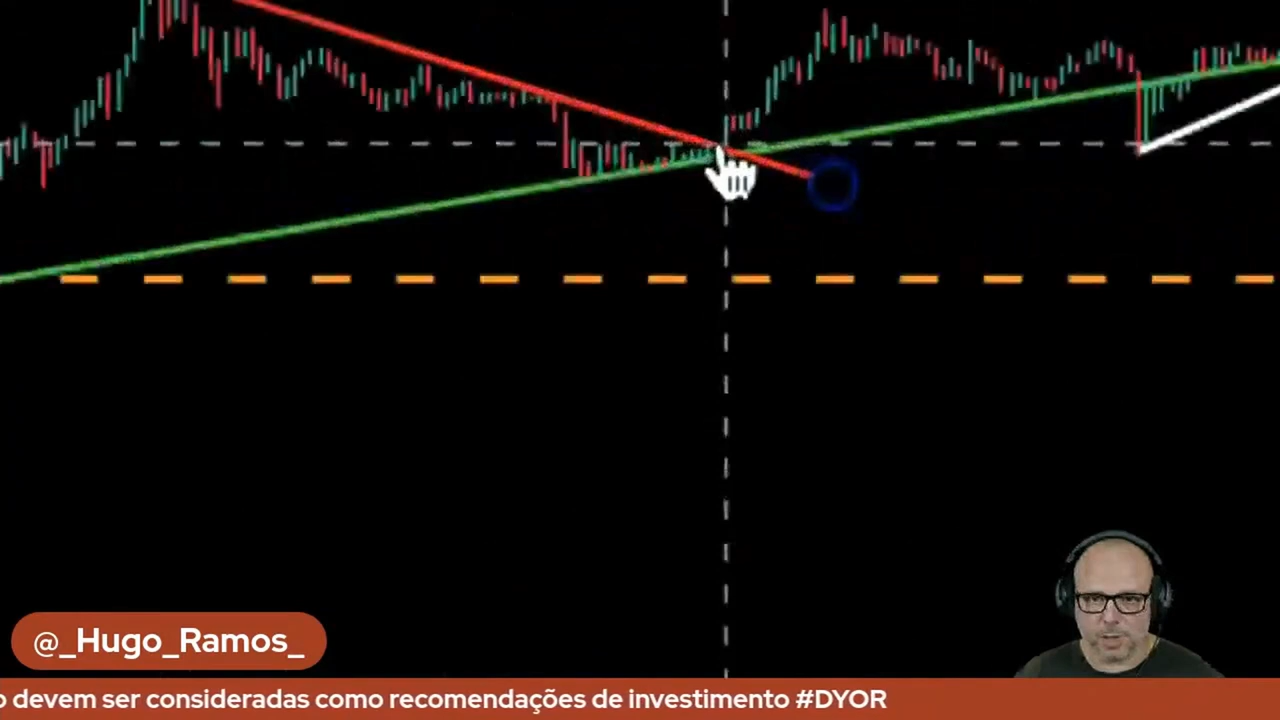 @_Hugo_Ramos_
devem ser consideradas como recomendações de investimento #DYOR